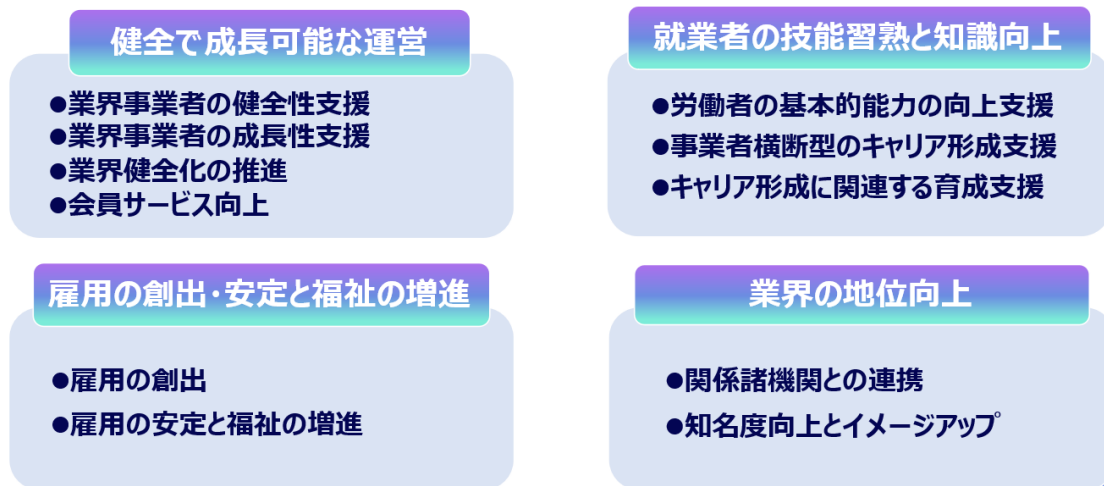 健全で成長可能な運営
●業界事業者の健全性支援
●業界事業者の成長性支援
●業界健全化の推進
●会員サービス向上
就業者の技能習熟と知識向上
●労働者の基本的能力の向上支援
●事業者横断型のキャリア形成支援
●キャリア形成に関連する育成支援
雇用の創出･安定と福祉の増進
●雇用の創出
●雇用の安定と福祉の増進
業界の地位向上
●関係諸機関との連携
●知名度向上とイメージアップ